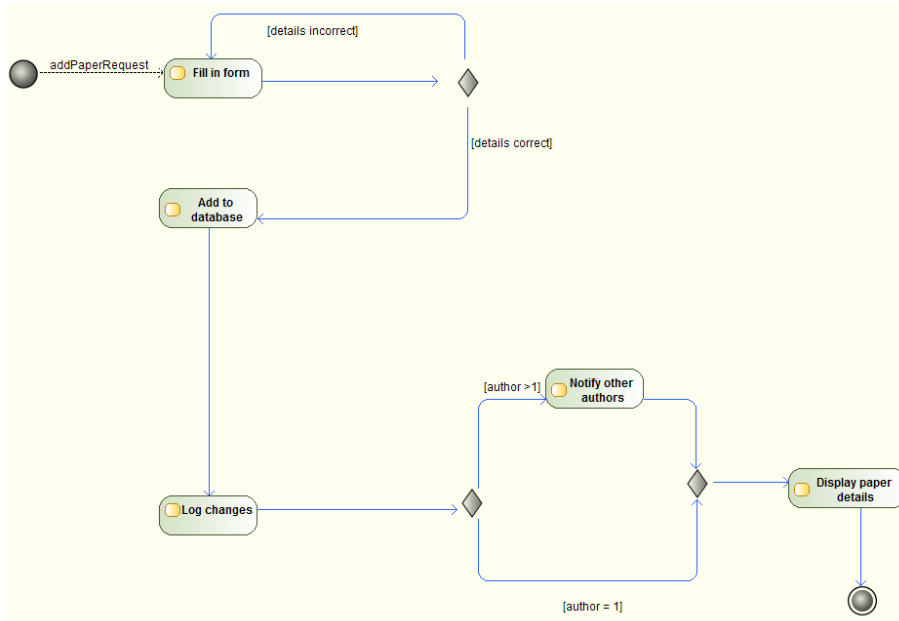 [details incorrect]
addPaperRequest
Fill in form
[details correct]
Add to
database
[author >1]
Notify other
authors
Log changes
Display paper
details
[author = 1]